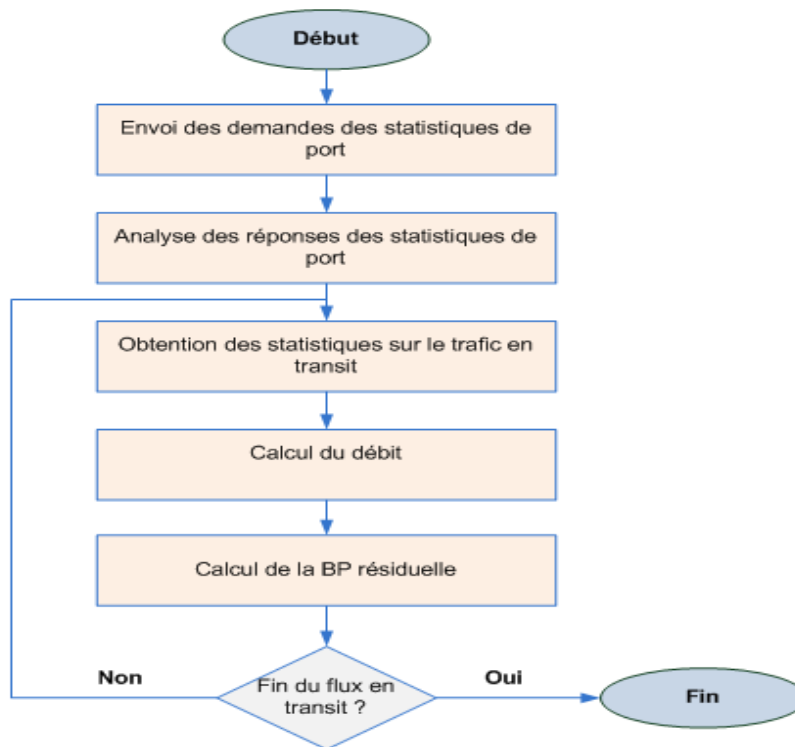 Début
Envoi des demandes des statistiques de
port
Analyse des réponses des statistiques de
port
Obtention des statistiques sur le trafic en
transit
Calcul du débit
Calcul de la BP résiduelle
Non
Fin du flux en
transit ?
Oui
Fin